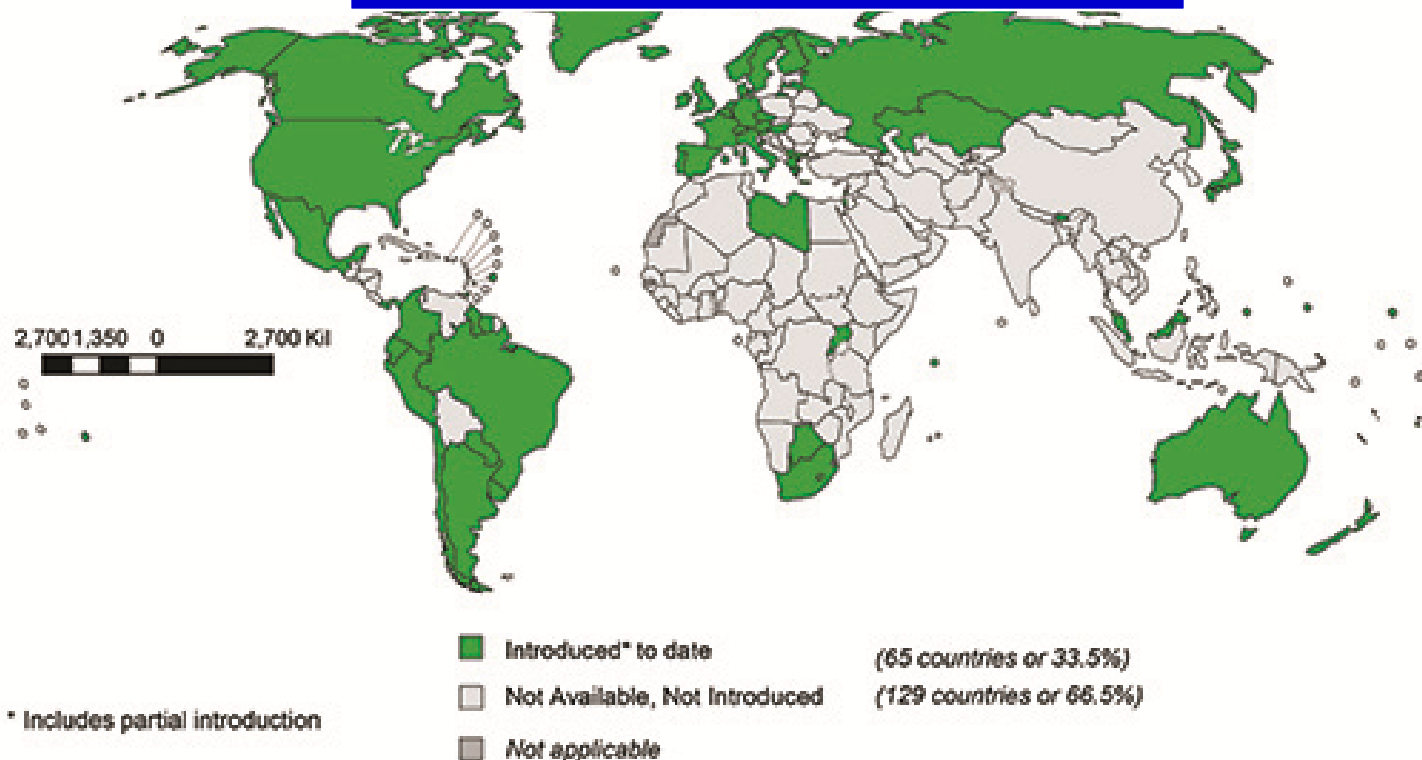 2,700 1,350 0 2,700 Kil
Introduced* to date (65 countries or 33.5%)
Not Available, Not Introduced (129 countries or 66.5%)
* Includes partial introduction
Not applicable